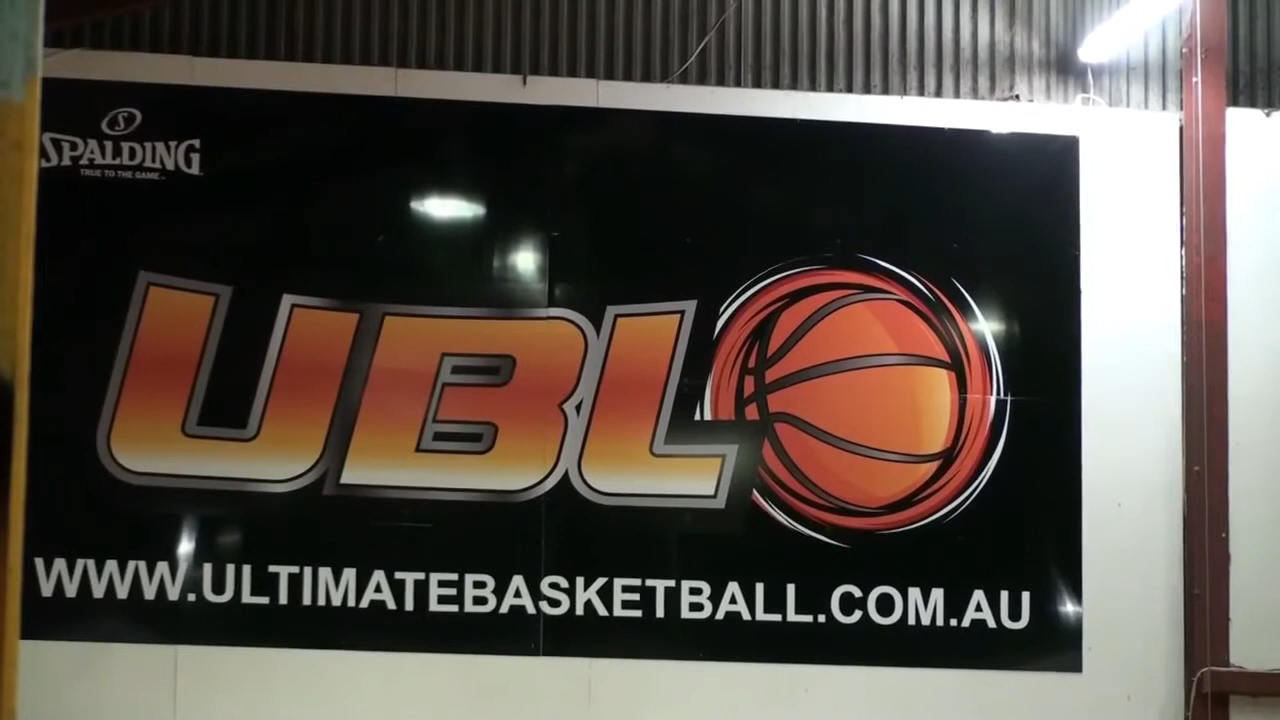 S
SPALDING
TRUE TO THE GAME
UBL
WWW.ULTIMATEBASKETBALL.COM.AU